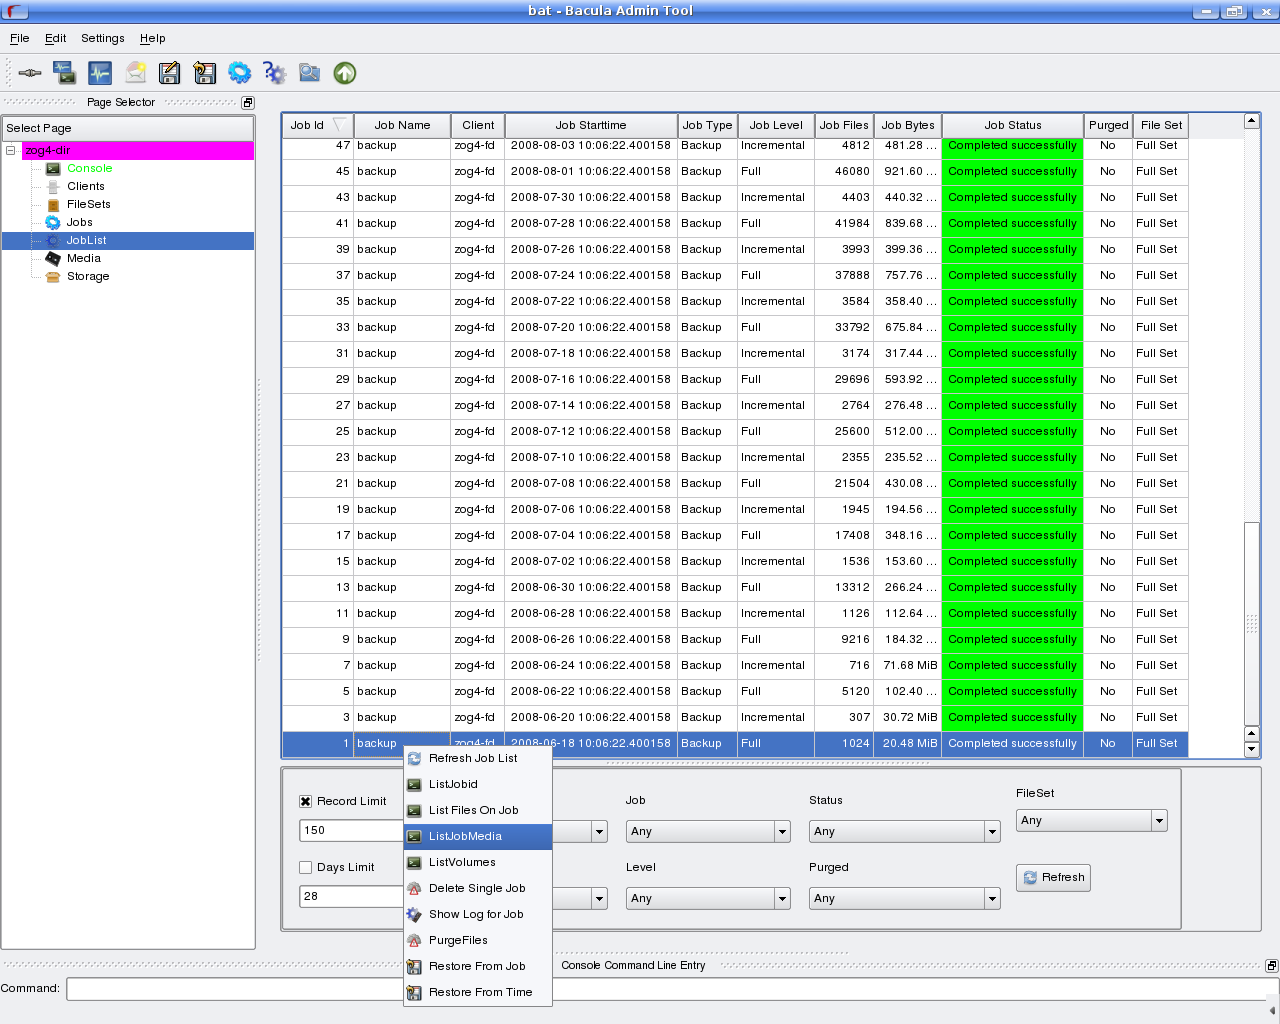 bat - Bacula Admin Tool
File Edit Settings Help
Page Selector
Select Page
zog4-dir
Console
Clients
FileSets
Jobs
JobList
Media
Storage
Job Id Job Name Client Job Starttime Job Type Job Level Job Files Job Bytes Job Status Purged File Set
47 backup zog4-fd 2008-08-03 10:06:22.400158 Backup Incremental 4812 481.28 ... Completed successfully No Full Set
45 backup zog4-fd 2008-08-01 10:06:22.400158 Backup Full 46080 921.60 ... Completed successfully No Full Set
43 backup zog4-fd 2008-07-30 10:06:22.400158 Backup Incremental 4403 440.32 ... Completed successfully No Full Set
41 backup zog4-fd 2008-07-28 10:06:22.400158 Backup Full 41984 839.68 ... Completed successfully No Full Set
39 backup zog4-fd 2008-07-26 10:06:22.400158 Backup Incremental 3993 399.36 ... Completed successfully No Full Set
37 backup zog4-fd 2008-07-24 10:06:22.400158 Backup Full 37888 757.76 ... Completed successfully No Full Set
35 backup zog4-fd 2008-07-22 10:06:22.400158 Backup Incremental 3584 358.40 ... Completed successfully No Full Set
33 backup zog4-fd 2008-07-20 10:06:22.400158 Backup Full 33792 675.84 ... Completed successfully No Full Set
31 backup zog4-fd 2008-07-18 10:06:22.400158 Backup Incremental 3174 317.44 ... Completed successfully No Full Set
29 backup zog4-fd 2008-07-16 10:06:22.400158 Backup Full 29696 593.92 ... Completed successfully No Full Set
27 backup zog4-fd 2008-07-14 10:06:22.400158 Backup Incremental 2764 276.48 ... Completed successfully No Full Set
25 backup zog4-fd 2008-07-12 10:06:22.400158 Backup Full 25600 512.00 ... Completed successfully No Full Set
23 backup zog4-fd 2008-07-10 10:06:22.400158 Backup Incremental 2355 235.52 ... Completed successfully No Full Set
21 backup zog4-fd 2008-07-08 10:06:22.400158 Backup Full 21504 430.08 ... Completed successfully No Full Set
19 backup zog4-fd 2008-07-06 10:06:22.400158 Backup Incremental 1945 194.56 ... Completed successfully No Full Set
17 backup zog4-fd 2008-07-04 10:06:22.400158 Backup Full 17408 348.16 ... Completed successfully No Full Set
15 backup zog4-fd 2008-07-02 10:06:22.400158 Backup Incremental 1536 153.60 ... Completed successfully No Full Set
13 backup zog4-fd 2008-06-30 10:06:22.400158 Backup Full 13312 266.24 ... Completed successfully No Full Set
11 backup zog4-fd 2008-06-28 10:06:22.400158 Backup Incremental 1126 112.64 ... Completed successfully No Full Set
9 backup zog4-fd 2008-06-26 10:06:22.400158 Backup Full 9216 184.32 ... Completed successfully No Full Set
7 backup zog4-fd 2008-06-24 10:06:22.400158 Backup Incremental 716 71.68 MiB Completed successfully No Full Set
5 backup zog4-fd 2008-06-22 10:06:22.400158 Backup Full 5120 102.40 ... Completed successfully No Full Set
3 backup zog4-fd 2008-06-20 10:06:22.400158 Backup Incremental 307 30.72 MiB Completed successfully No Full Set
1 backup zog4-fd 2008-06-18 10:06:22.400158 Backup Full 1024 20.48 MiB Completed successfully No Full Set
Refresh Job List
ListJobid
List Files On Job
ListJobMedia
ListVolumes
Delete Single Job
Show Log for Job
PurgeFiles
Restore From Job
Restore From Time
Record Limit
150
Days Limit
28
Job
Any
Level
Any
Status
Any
Purged
Any
FileSet
Any
Refresh
Console Command Line Entry
Command: